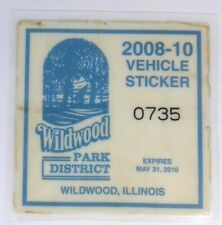 2008-10
VEHICLE
STICKER
0735
Wildwood
PARK
DISTRICT
EXPIRES
MAY 31, 2010
WILDWOOD, ILLINOIS